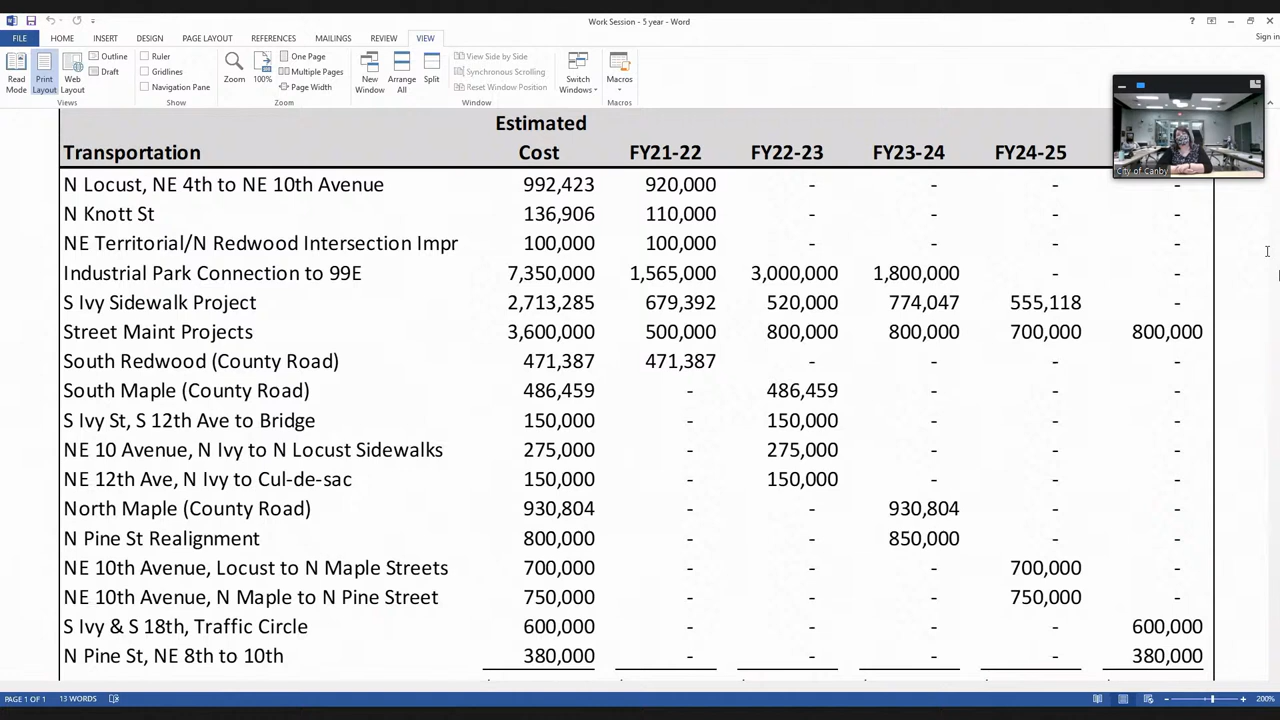 Work Session - 5 year - Word
Sign in
FILE HOME INSERT DESIGN PAGE LAYOUT REFERENCES MAILINGS REVIEW VIEW
Read Mode
Print Layout
Web Layout
Outline
Draft
Views
Ruler
Gridlines
Navigation Pane
Show
Zoom
100%
One Page
Multiple Pages
Page Width
Zoom
New Window
Arrange All
Split
View Side by Side
Synchronous Scrolling
Reset Window Position
Window
Switch Windows
Macros
Macros
City of Canby
Estimated
Transportation Cost FY21-22 FY22-23 FY23-24 FY24-25
N Locust, NE 4th to NE 10th Avenue 992,423 920,000 - - - -
N Knott St 136,906 110,000 - - - -
NE Territorial/N Redwood Intersection Impr 100,000 100,000 - - - -
Industrial Park Connection to 99E 7,350,000 1,565,000 3,000,000 1,800,000 - -
S Ivy Sidewalk Project 2,713,285 679,392 520,000 774,047 555,118 -
Street Maint Projects 3,600,000 500,000 800,000 800,000 700,000 800,000
South Redwood (County Road) 471,387 471,387 - - - -
South Maple (County Road) 486,459 - 486,459 - - -
S Ivy St, S 12th Ave to Bridge 150,000 - 150,000 - - -
NE 10 Avenue, N Ivy to N Locust Sidewalks 275,000 - 275,000 - - -
NE 12th Ave, N Ivy to Cul-de-sac 150,000 - 150,000 - - -
North Maple (County Road) 930,804 - - 930,804 - -
N Pine St Realignment 800,000 - - 850,000 - -
NE 10th Avenue, Locust to N Maple Streets 700,000 - - - 700,000 -
NE 10th Avenue, N Maple to N Pine Street 750,000 - - - 750,000 -
S Ivy & S 18th, Traffic Circle 600,000 - - - - 600,000
N Pine St, NE 8th to 10th 380,000 - - - - 380,000
PAGE 1 OF 1 13 WORDS 200%